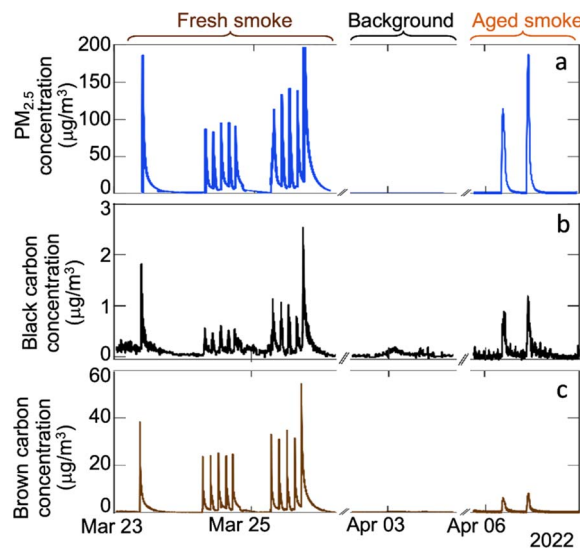 Fresh smoke Background Aged smoke
PM2.5
concentration
(μg/m³)
200
150
100
50
0
a
Black carbon
concentration
(μg/m³)
3
2
1
0
b
Brown carbon
concentration
(μg/m³)
60
40
20
0
c
Mar 23 Mar 25 Apr 03 Apr 06
2022